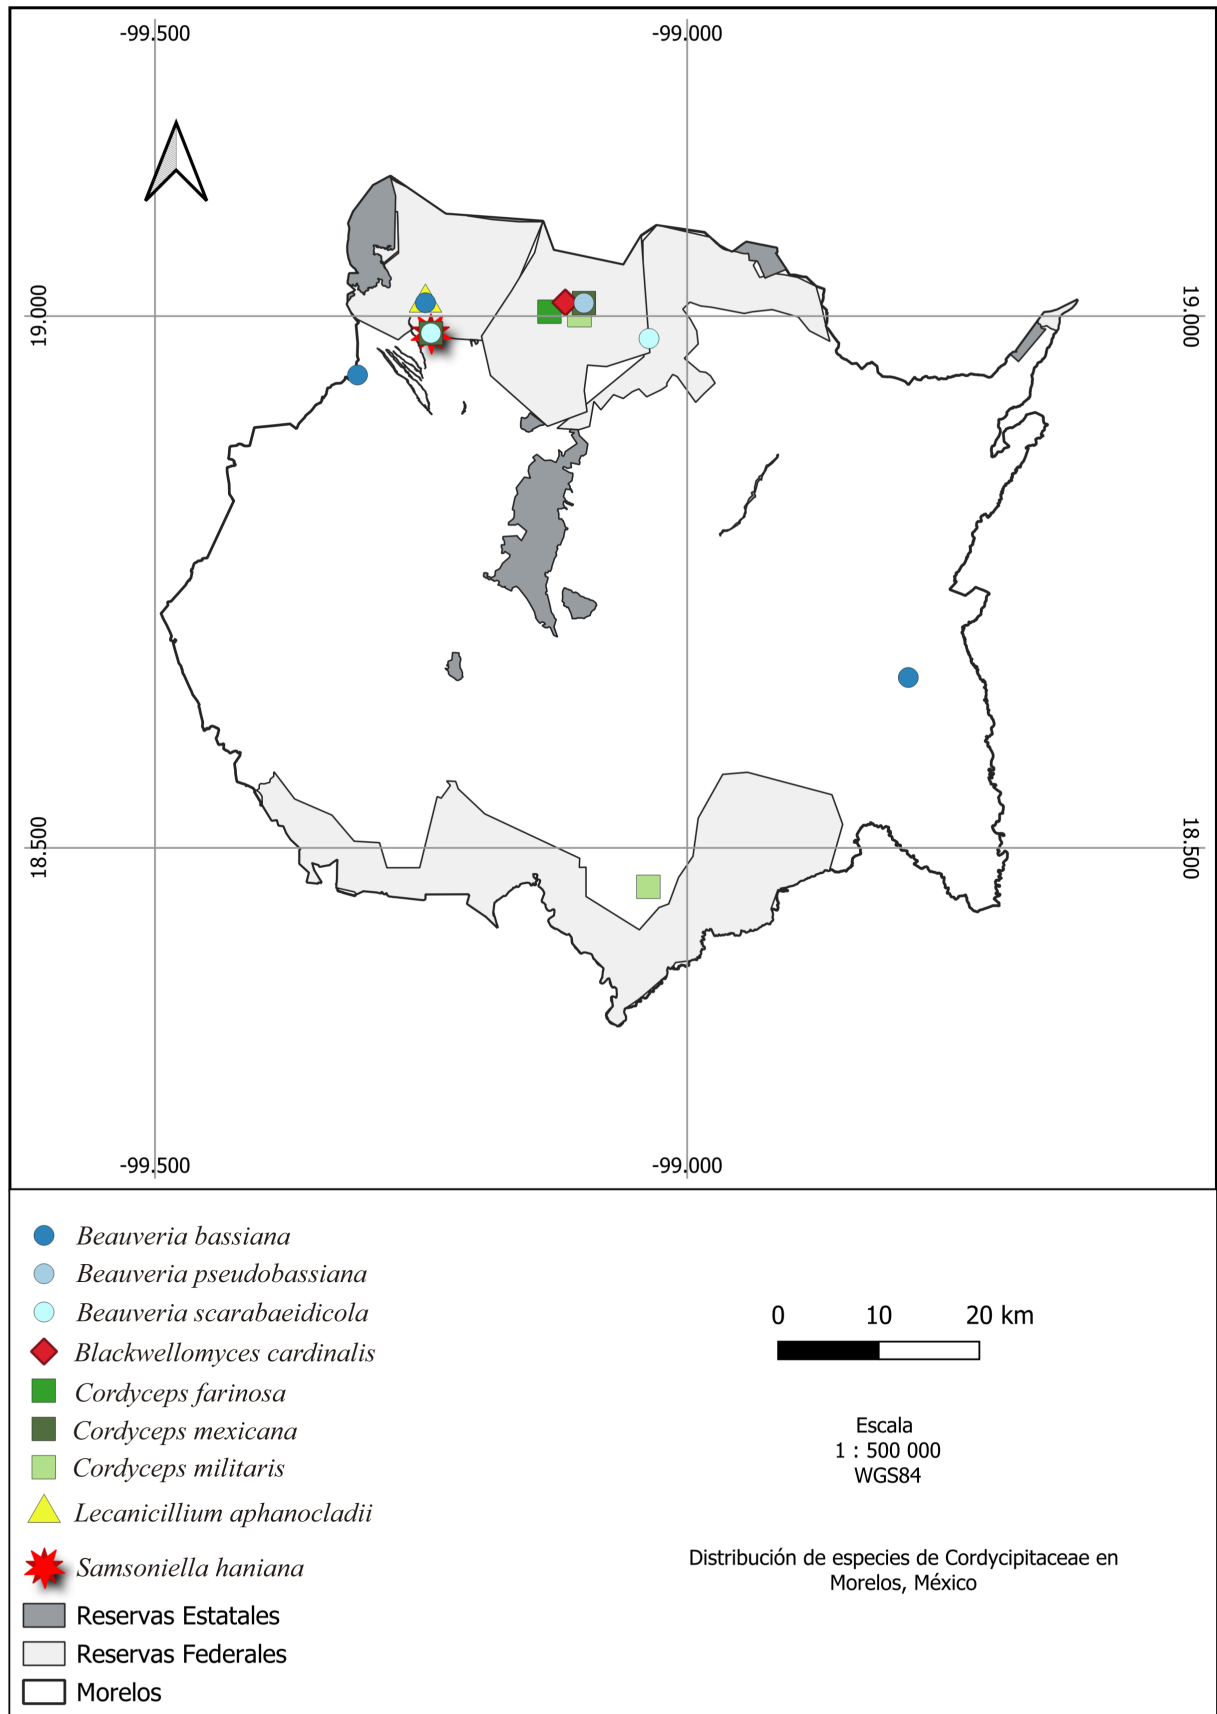 -99.500
-99.000
19.000
19.000
18.500
18.500
-99.500
-99.000
Beauveria bassiana
Beauveria pseudobassiana
Beauveria scarabaeidicola
Blackwellomyces cardinalis
Cordyceps farinosa
Cordyceps mexicana
Cordyceps militaris
Lecanicillium aphanocladii
Samsoniella haniana
Reservas Estatales
Reservas Federales
Morelos
0 10 20 km
Escala
1 : 500 000
WGS84
Distribución de especies de Cordycipitaceae en
Morelos, México